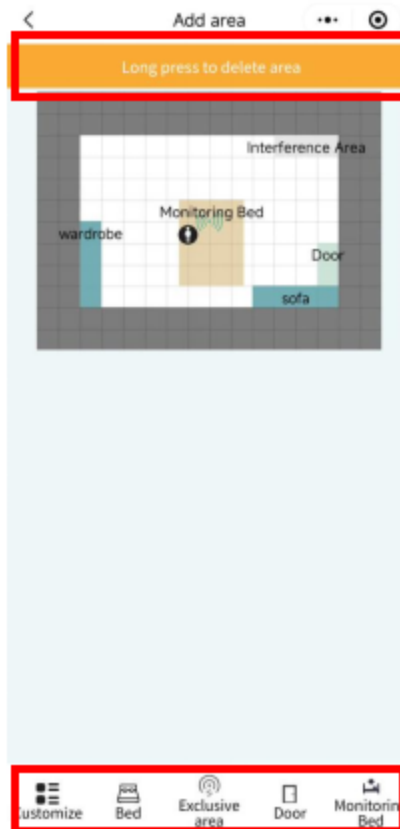 Add area
Long press to delete area
Interference Area
Monitoring Bed
wardrobe
Door
sofa
ustomize
Bed
Exclusive
area
Door
Monitorin
Bed